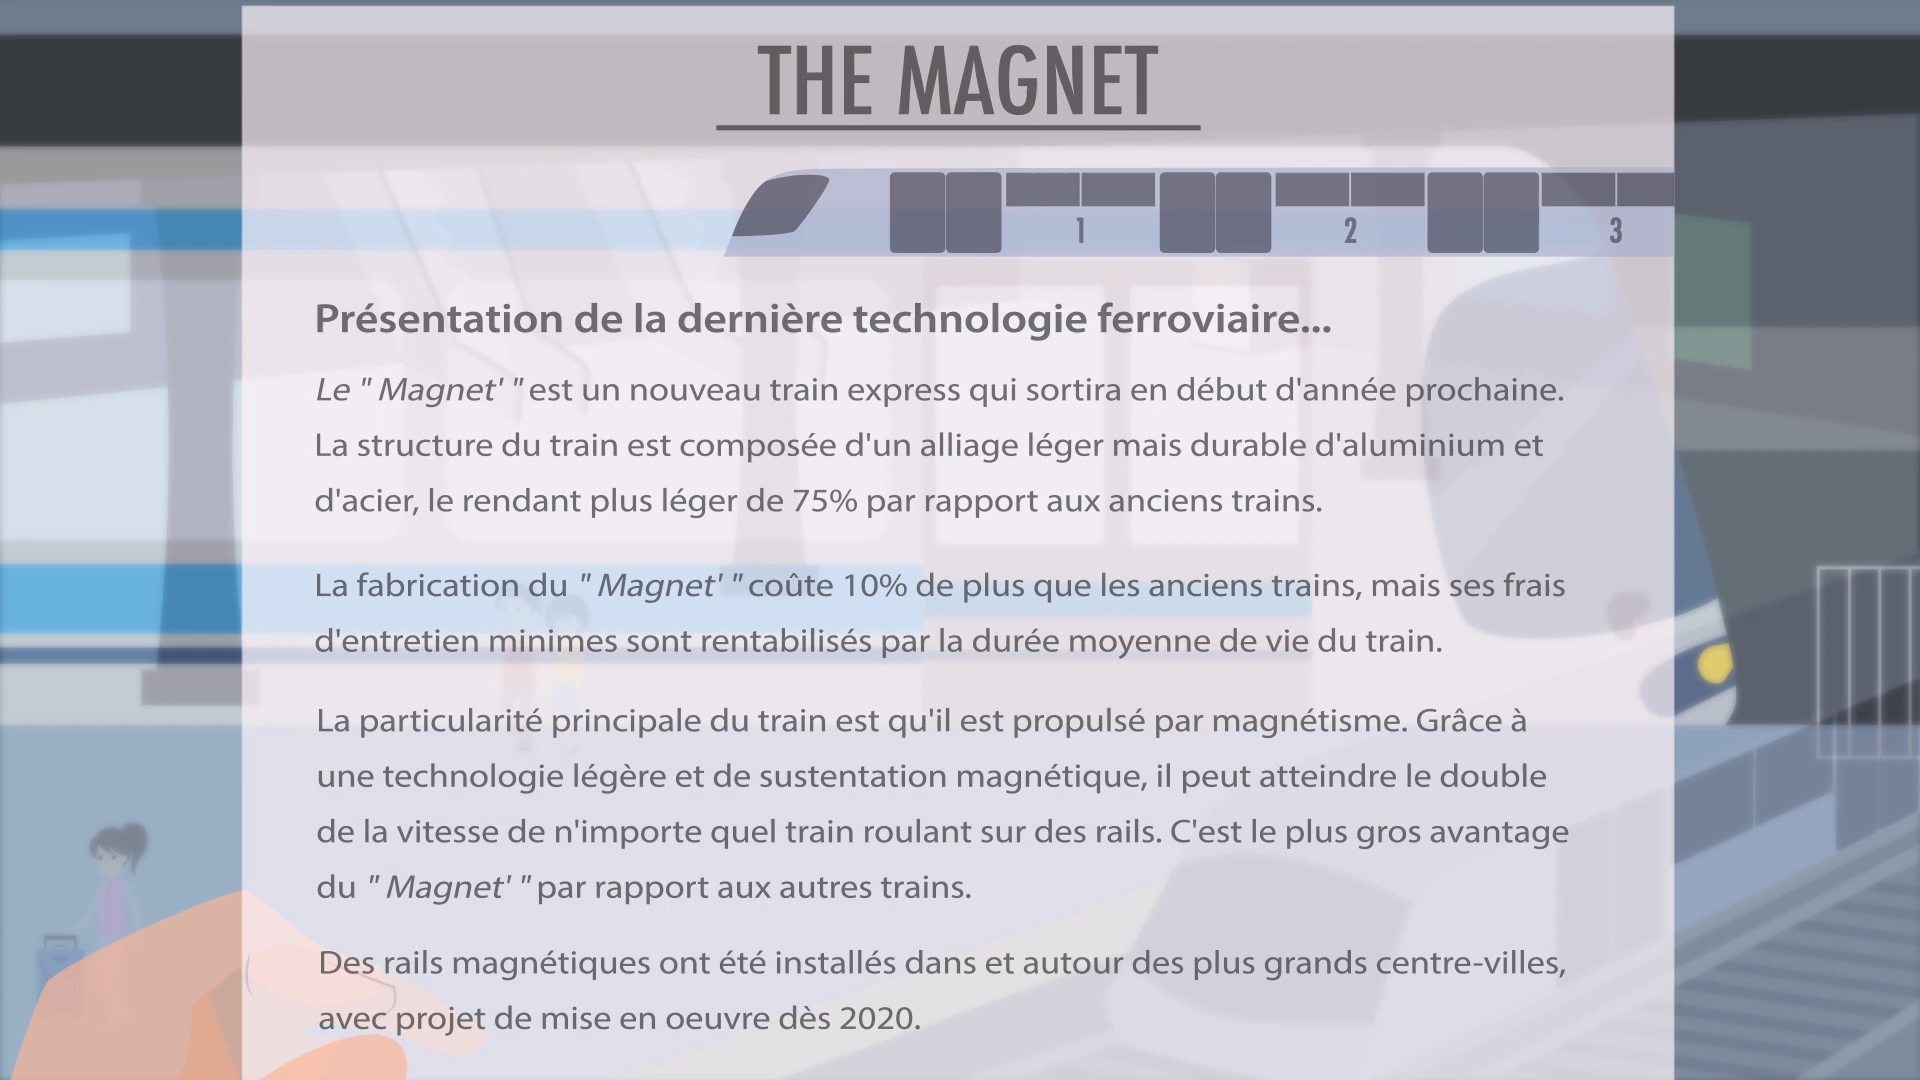 THE MAGNET
1 2 3
Présentation de la dernière technologie ferroviaire...
Le " Magnet' " est un nouveau train express qui sortira en début d'année prochaine.
La structure du train est composée d'un alliage léger mais durable d'aluminium et
d'acier, le rendant plus léger de 75% par rapport aux anciens trains.
La fabrication du " Magnet' " coûte 10% de plus que les anciens trains, mais ses frais
d'entretien minimes sont rentabilisés par la durée moyenne de vie du train.
La particularité principale du train est qu'il est propulsé par magnétisme. Grâce à
une technologie légère et de sustentation magnétique, il peut atteindre le double
de la vitesse de n'importe quel train roulant sur des rails. C'est le plus gros avantage
du " Magnet' " par rapport aux autres trains.
Des rails magnétiques ont été installés dans et autour des plus grands centre-villes,
avec projet de mise en oeuvre dès 2020.